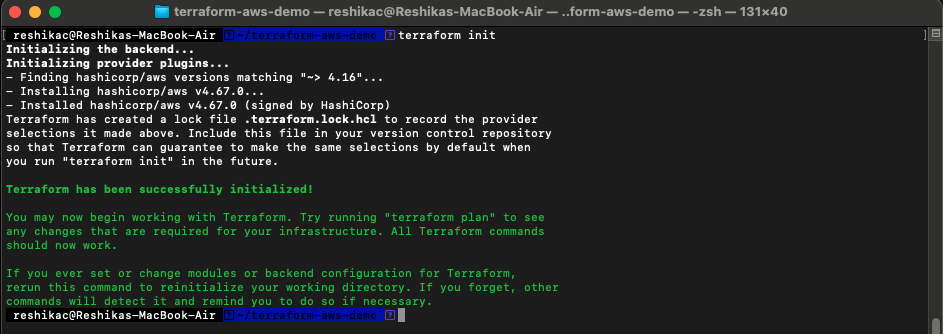 terraform-aws-demo — reshikac@Reshikas-MacBook-Air — ..form-aws-demo — -zsh — 131×40
[ reshikac@Reshikas-MacBook-Air ? ~/terraform-aws-demo ? terraform init ]
Initializing the backend...
Initializing provider plugins...
- Finding hashicorp/aws versions matching "~> 4.16"...
- Installing hashicorp/aws v4.67.0...
- Installed hashicorp/aws v4.67.0 (signed by HashiCorp)
Terraform has created a lock file .terraform.lock.hcl to record the provider
selections it made above. Include this file in your version control repository
so that Terraform can guarantee to make the same selections by default when
you run "terraform init" in the future.
Terraform has been successfully initialized!
You may now begin working with Terraform. Try running "terraform plan" to see
any changes that are required for your infrastructure. All Terraform commands
should now work.
If you ever set or change modules or backend configuration for Terraform,
rerun this command to reinitialize your working directory. If you forget, other
commands will detect it and remind you to do so if necessary.
reshikac@Reshikas-MacBook-Air ? ~/terraform-aws-demo ?